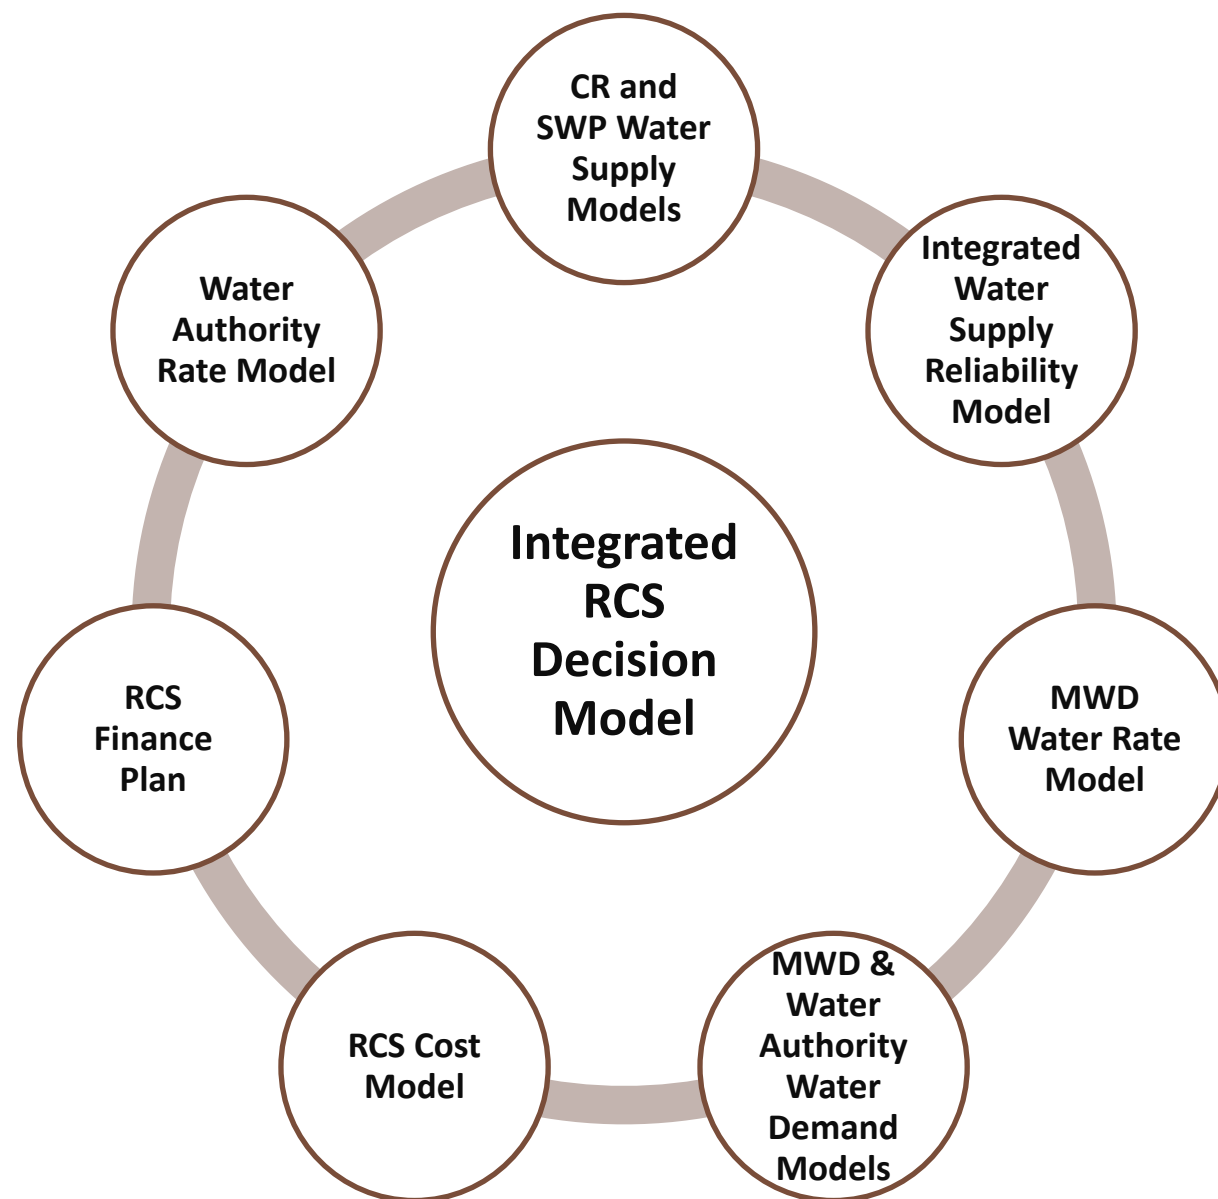 CR and
SWP Water
Supply
Models
Integrated
Water
Supply
Reliability
Model
Water
Authority
Rate Model
Integrated
RCS
Decision
Model
RCS
Finance
Plan
MWD
Water Rate
Model
RCS Cost
Model
MWD &
Water
Authority
Water
Demand
Models